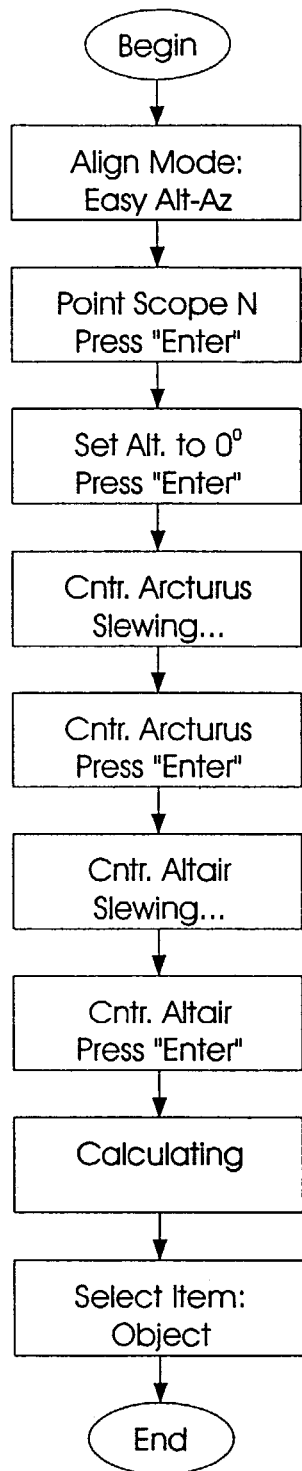 Begin
Align Mode:
Easy Alt-Az
Point Scope N
Press "Enter"
Set Alt. to 0°
Press "Enter"
Cntr. Arcturus
Slewing...
Cntr. Arcturus
Press "Enter"
Cntr. Altair
Slewing...
Cntr. Altair
Press "Enter"
Calculating
Select Item:
Object
End